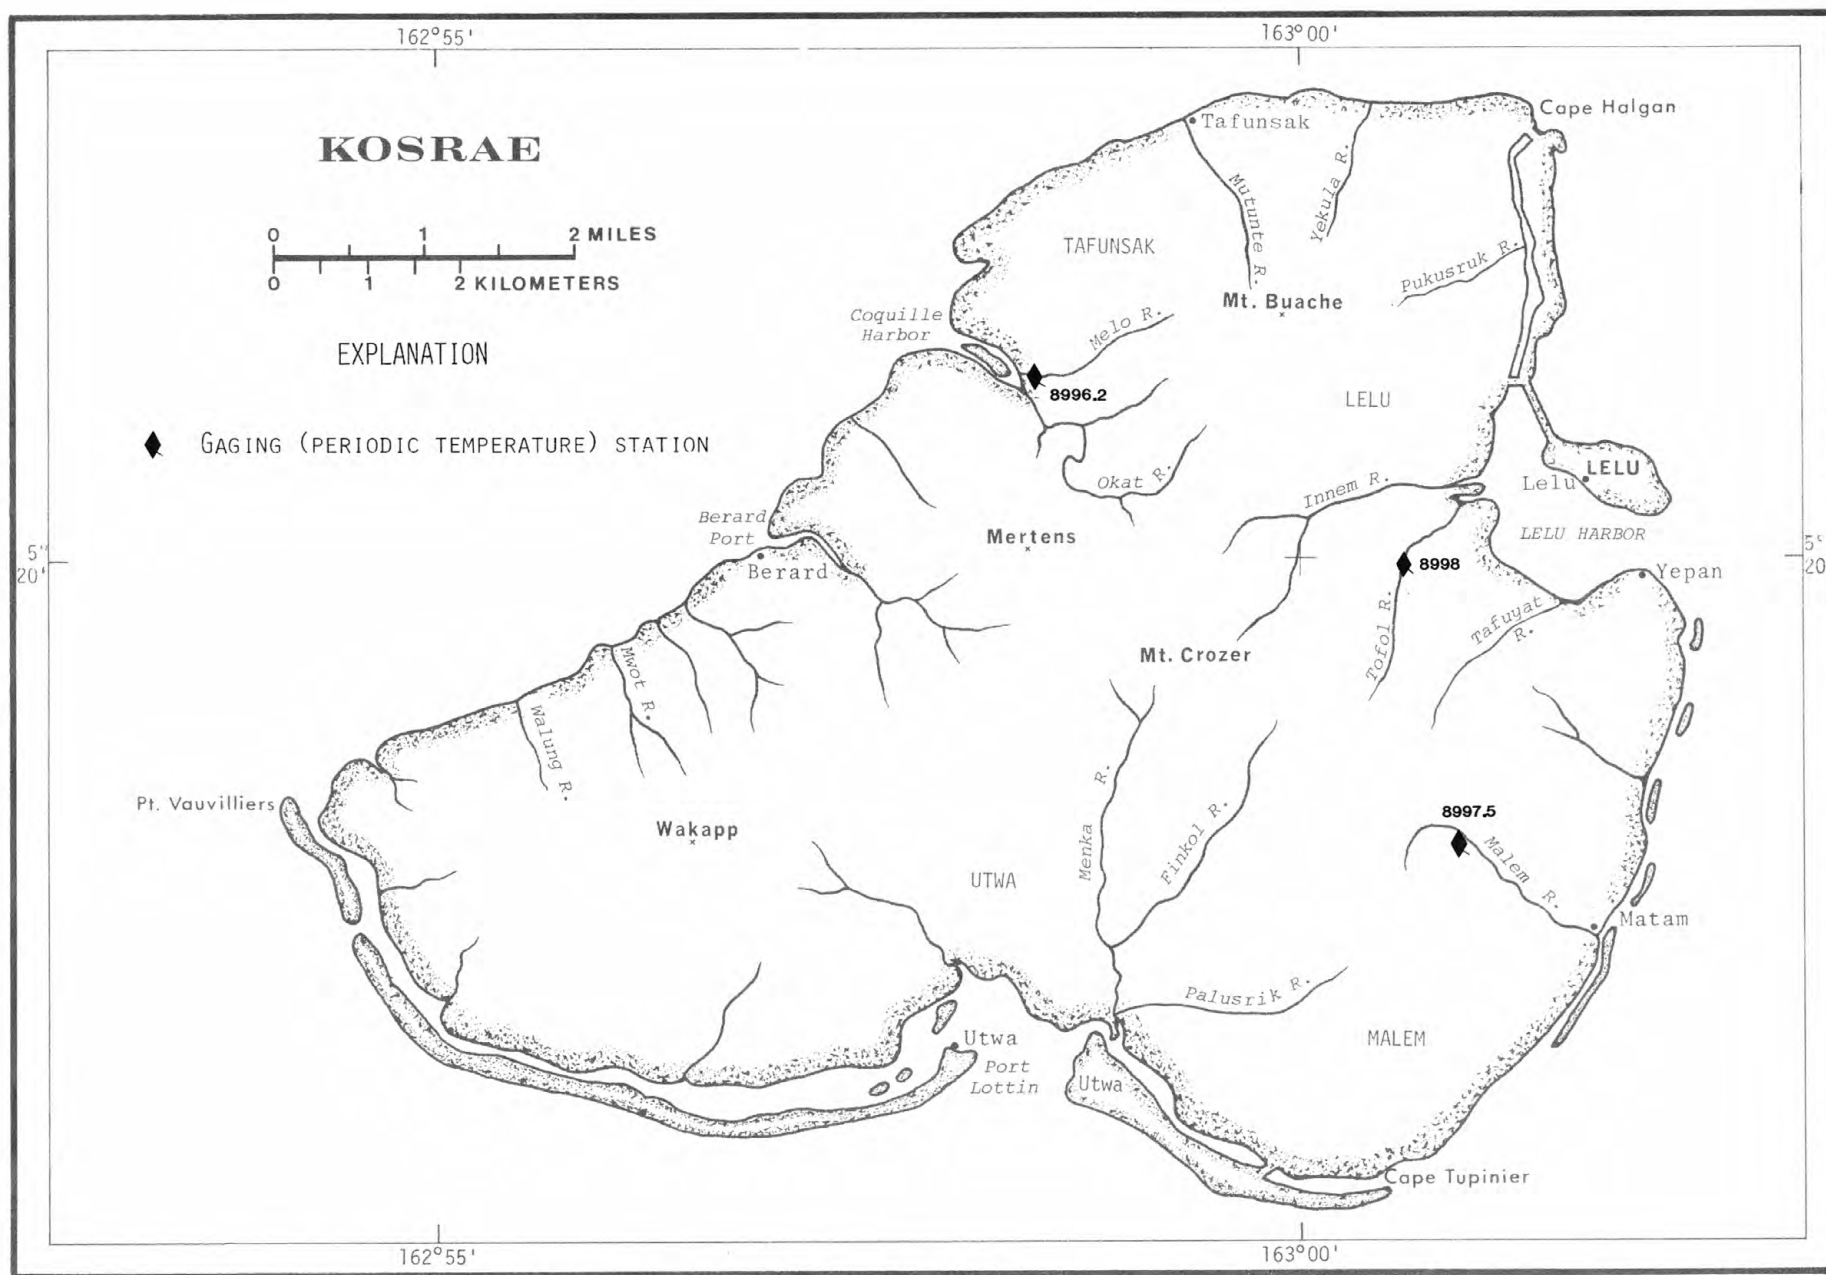 162°55'
163°00'
KOSRAE
0 1 2 MILES
0 1 2 KILOMETERS
EXPLANATION
GAGING (PERIODIC TEMPERATURE) STATION
Cape Halgan
Tafunsak
Mutunte R.
Yekula R.
TAFUNSAK
Pukusruk R.
Mt. Buache
Coquille
Harbor
Melo R.
8996.2
LELU
Okat R.
Innem R.
LELU
Lelu
Berard
Port
Mertens
LELU HARBOR
5°
20'
Berard
8998
5°
20'
Yepan
Tofol R.
Tafuyat
R.
Mt. Crozer
Mwot R.
Walung R.
Pt. Vauvilliers
Wakapp
Menka R.
Finkol R.
8997.5
Malem R.
UTWA
Matam
Palusrik R.
Utwa
Port
Lottin
MALEM
Utwa
Cape Tupinier
162°55'
163°00'